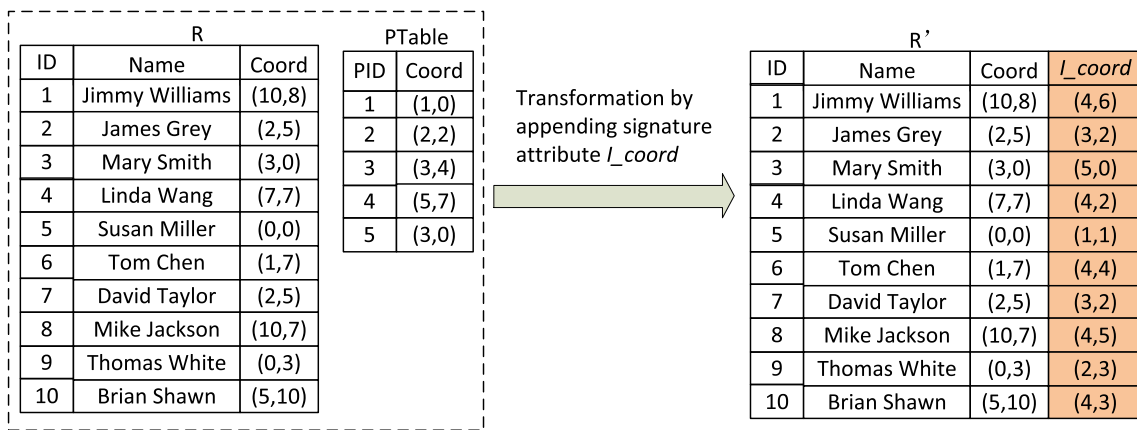 R
ID Name Coord
1 Jimmy Williams (10,8)
2 James Grey (2,5)
3 Mary Smith (3,0)
4 Linda Wang (7,7)
5 Susan Miller (0,0)
6 Tom Chen (1,7)
7 David Taylor (2,5)
8 Mike Jackson (10,7)
9 Thomas White (0,3)
10 Brian Shawn (5,10)
PTable
PID Coord
1 (1,0)
2 (2,2)
3 (3,4)
4 (5,7)
5 (3,0)
Transformation by
appending signature
attribute I_coord
R’
ID Name Coord I_coord
1 Jimmy Williams (10,8) (4,6)
2 James Grey (2,5) (3,2)
3 Mary Smith (3,0) (5,0)
4 Linda Wang (7,7) (4,2)
5 Susan Miller (0,0) (1,1)
6 Tom Chen (1,7) (4,4)
7 David Taylor (2,5) (3,2)
8 Mike Jackson (10,7) (4,5)
9 Thomas White (0,3) (2,3)
10 Brian Shawn (5,10) (4,3)